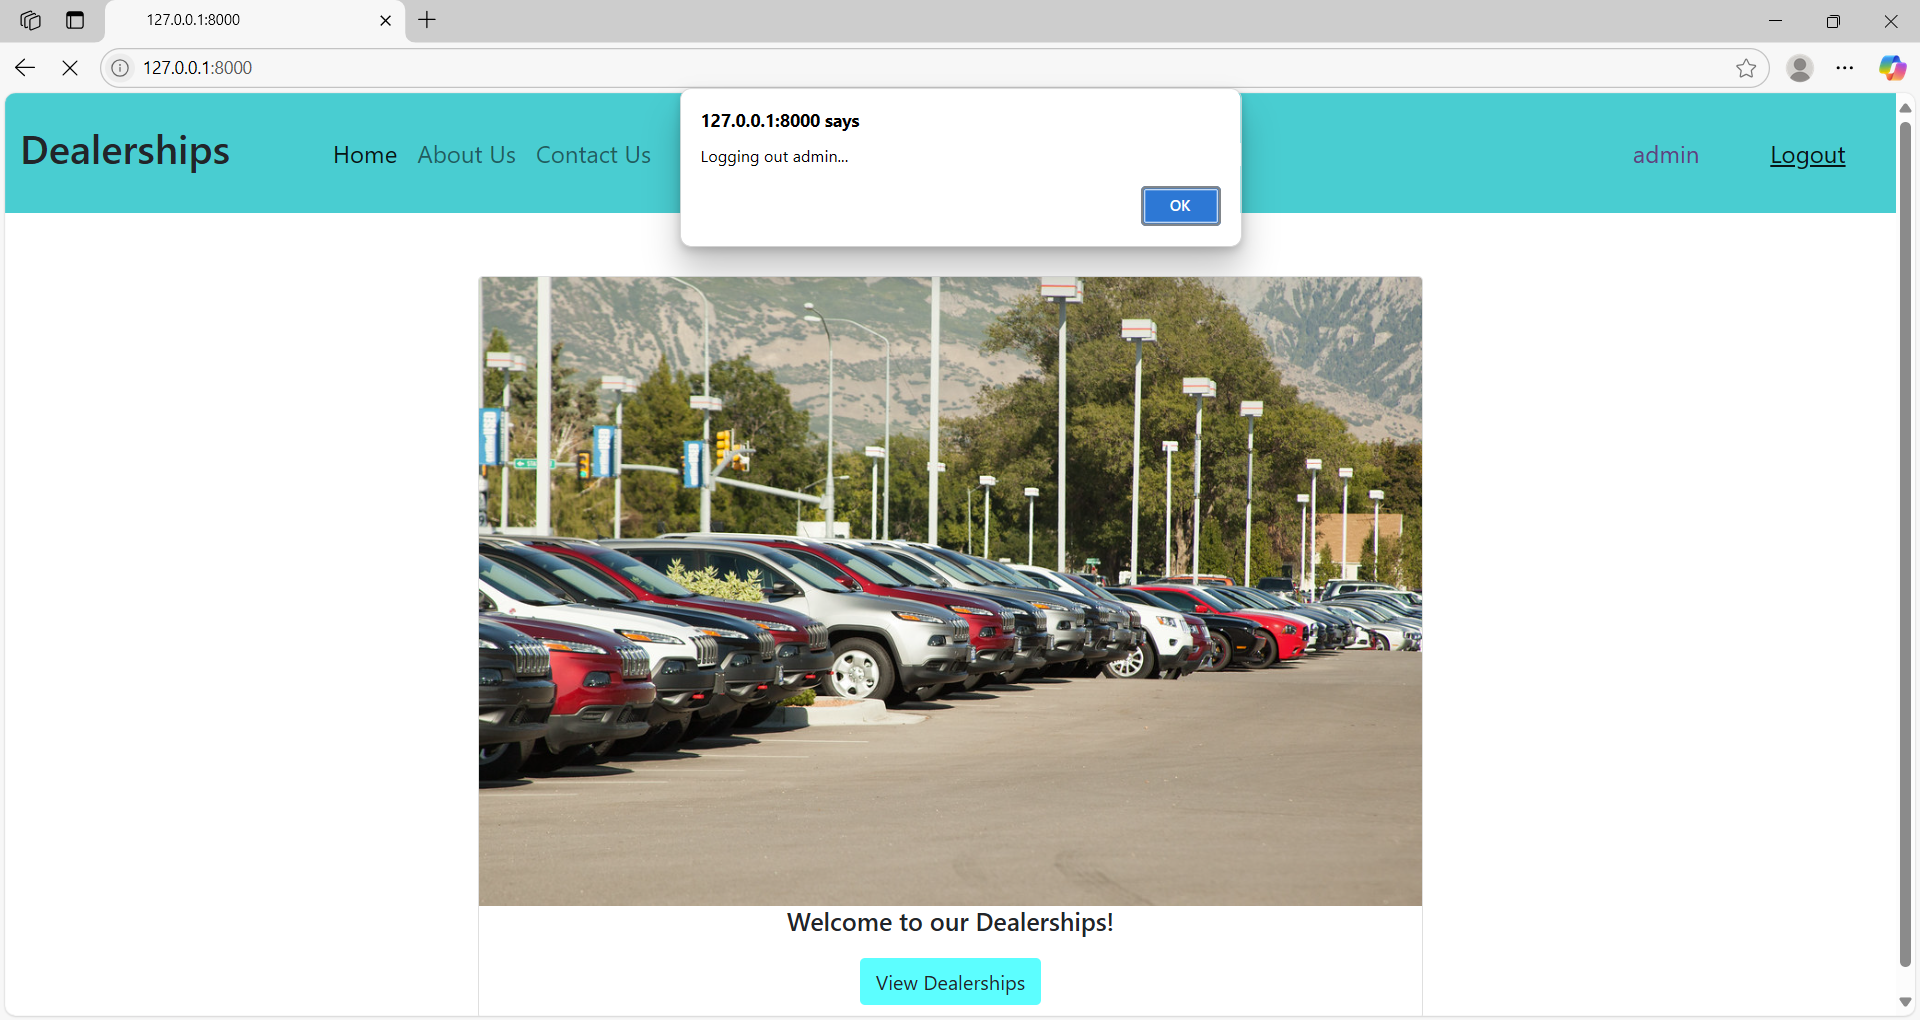 127.0.0.1:8000
127.0.0.1:8000
127.0.0.1:8000 says
Logging out admin...
OK
Dealerships
Home About Us Contact Us
admin
Logout
Welcome to our Dealerships!
View Dealerships